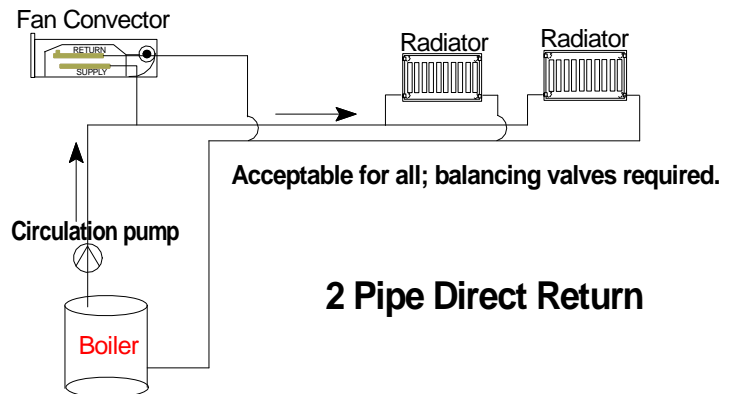 Fan Convector
RETURN
SUPPLY
Radiator
Radiator
Acceptable for all; balancing valves required.
Circulation pump
2 Pipe Direct Return
Boiler